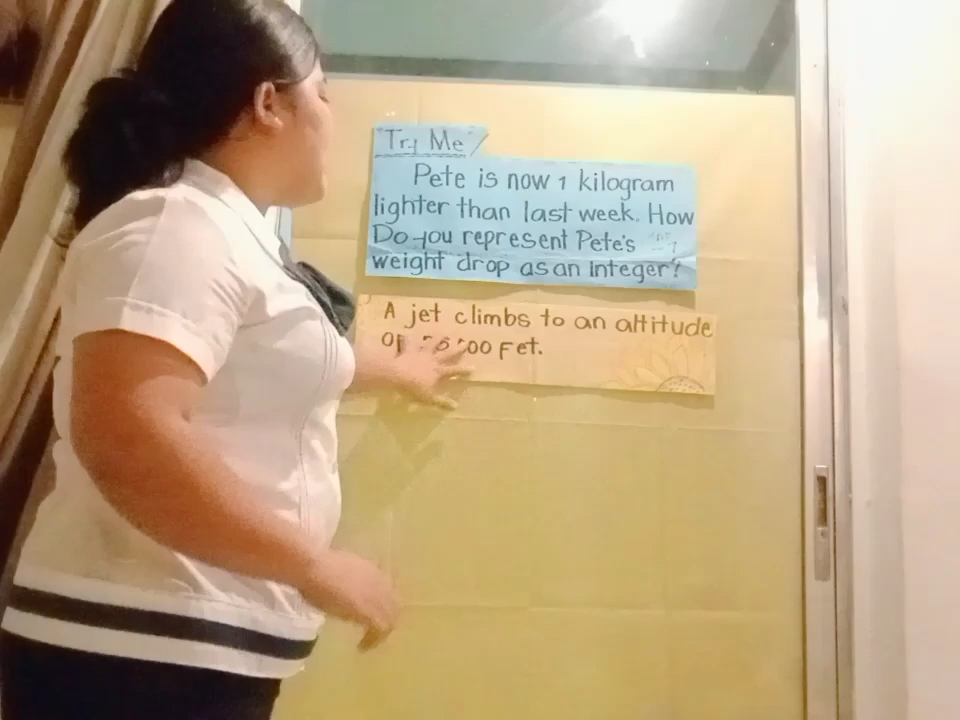 "Try Me"
Pete is now 1 kilogram
lighter than last week. How
Do you represent Pete's
weight drop as an Integer?
A jet climbs to an altitude
Feet.